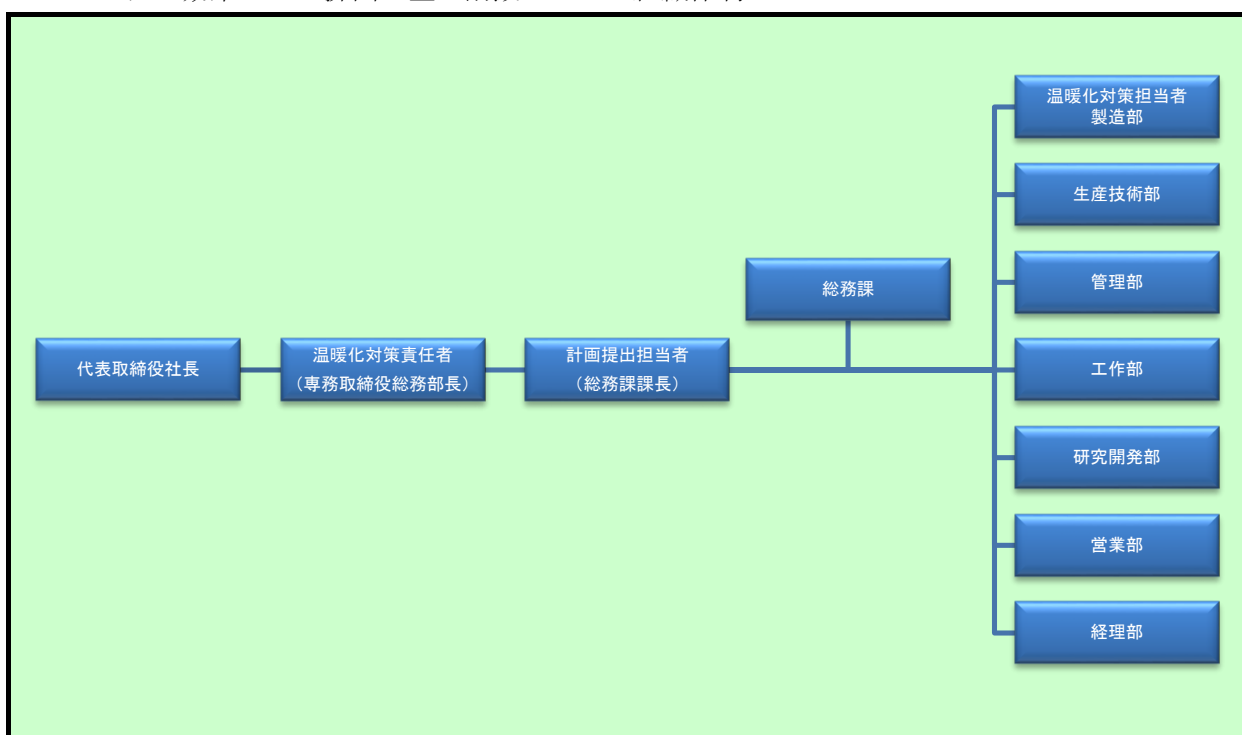 代表取締役社長
温暖化対策責任者
（専務取締役総務部長）
計画提出担当者
（総務課課長）
総務課
温暖化対策担当者
製造部
生産技術部
管理部
工作部
研究開発部
営業部
経理部